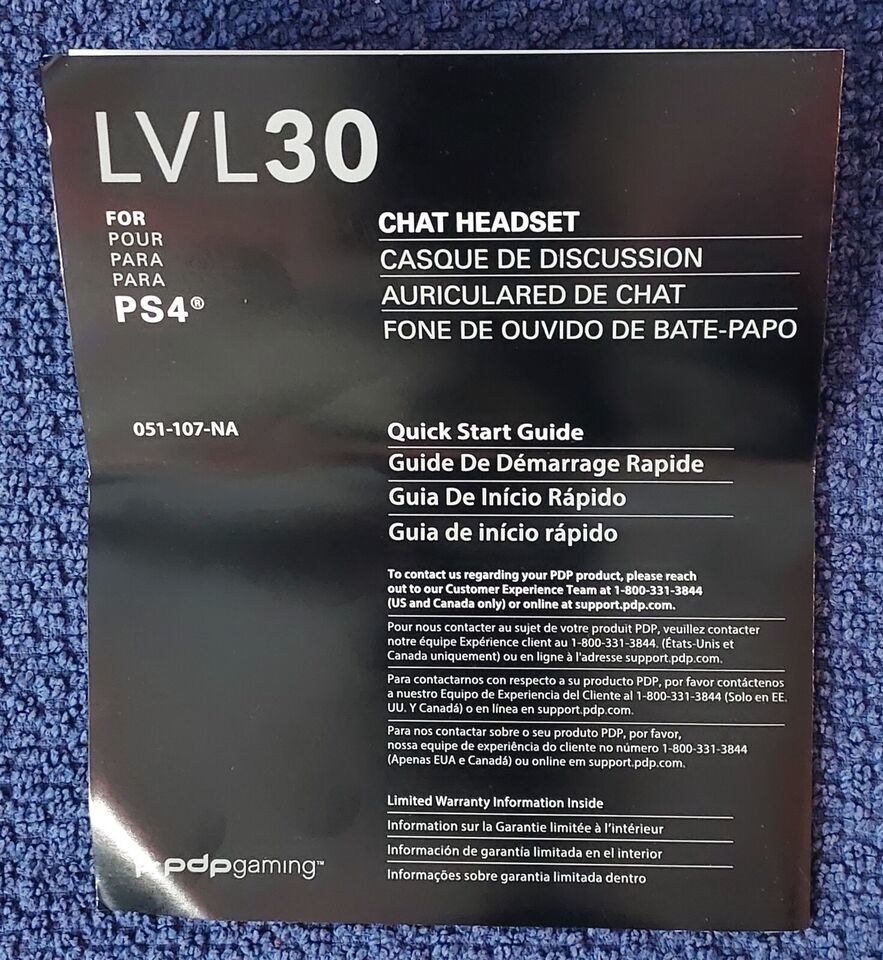 LVL30
FOR
POUR
PARA
PARA
PS4®
CHAT HEADSET
CASQUE DE DISCUSSION
AURICULARED DE CHAT
FONE DE OUVIDO DE BATE-PAPO
051-107-NA
Quick Start Guide
Guide De Démarrage Rapide
Guia De Início Rápido
Guia de início rápido
To contact us regarding your PDP product, please reach
out to our Customer Experience Team at 1-800-331-3844
(US and Canada only) or online at support.pdp.com.
Pour nous contacter au sujet de votre produit PDP, veuillez contacter
notre équipe Expérience client au 1-800-331-3844. (États-Unis et
Canada uniquement) ou en ligne à l'adresse support.pdp.com.
Para contactarnos con respecto a su producto PDP, por favor contáctenos
a nuestro Equipo de Experiencia del Cliente al 1-800-331-3844 (Solo en EE.
UU. Y Canadá) o en línea en support.pdp.com.
Para nos contactar sobre o seu produto PDP, por favor,
nossa equipe de experiência do cliente no número 1-800-331-3844
(Apenas EUA e Canadá) ou online em support.pdp.com.
Limited Warranty Information Inside
Information sur la Garantie limitée à l'intérieur
Información de garantía limitada en el interior
Informações sobre garantia limitada dentro
pdpgaming™